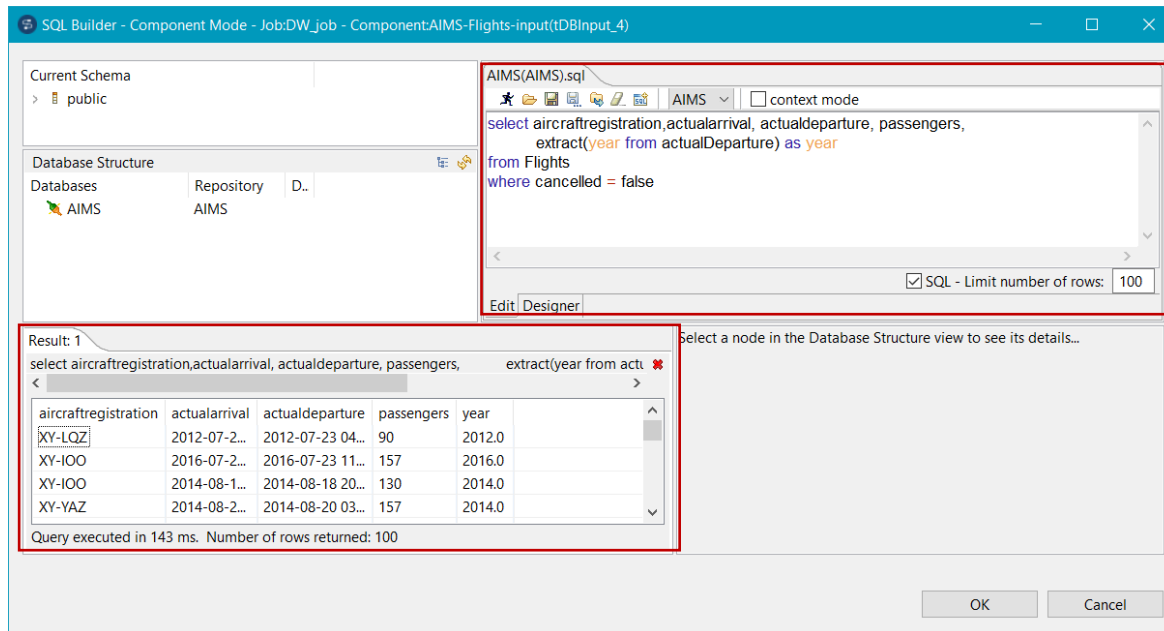 SQL Builder - Component Mode - Job:DW_job - Component:AIMS-Flights-input(tDBInput_4)
Current Schema
public
Database Structure
Databases Repository D..
AIMS AIMS
AIMS(AIMS).sql
AIMS context mode
select aircraftregistration,actualarrival, actualdeparture, passengers,
extract(year from actualDeparture) as year
from Flights
where cancelled = false
SQL - Limit number of rows: 100
Edit Designer
Result: 1
select aircraftregistration,actualarrival, actualdeparture, passengers, extract(year from actu
aircraftregistration actualarrival actualdeparture passengers year
XY-LQZ 2012-07-2... 2012-07-23 04... 90 2012.0
XY-IOO 2016-07-2... 2016-07-23 11... 157 2016.0
XY-IOO 2014-08-1... 2014-08-18 20... 130 2014.0
XY-YAZ 2014-08-2... 2014-08-20 03... 157 2014.0
Query executed in 143 ms. Number of rows returned: 100
Select a node in the Database Structure view to see its details...
OK Cancel